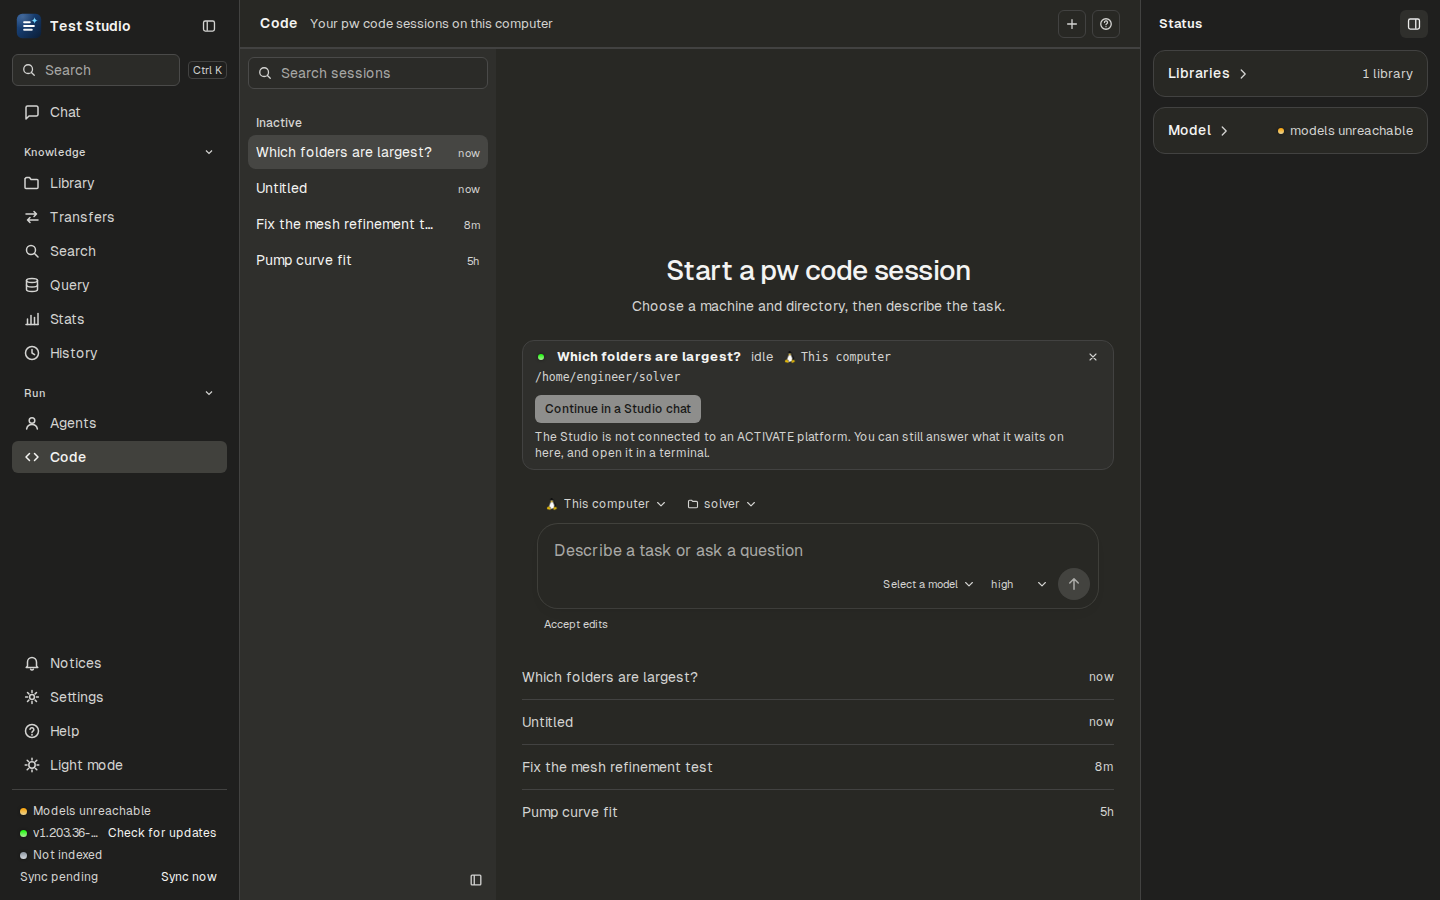 Test Studio
Search
Ctrl K
Chat
Knowledge
Library
Transfers
Search
Query
Stats
History
Run
Agents
Code
Notices
Settings
Help
Light mode
Models unreachable
v1.203.36-… Check for updates
Not indexed
Sync pending Sync now
Code Your pw code sessions on this computer
Search sessions
Inactive
Which folders are largest? now
Untitled now
Fix the mesh refinement t… 8m
Pump curve fit 5h
Start a pw code session
Choose a machine and directory, then describe the task.
Which folders are largest? idle This computer
/home/engineer/solver
Continue in a Studio chat
The Studio is not connected to an ACTIVATE platform. You can still answer what it waits on
here, and open it in a terminal.
This computer solver
Describe a task or ask a question
Select a model high
Accept edits
Which folders are largest? now
Untitled now
Fix the mesh refinement test 8m
Pump curve fit 5h
Status
Libraries 1 library
Model models unreachable